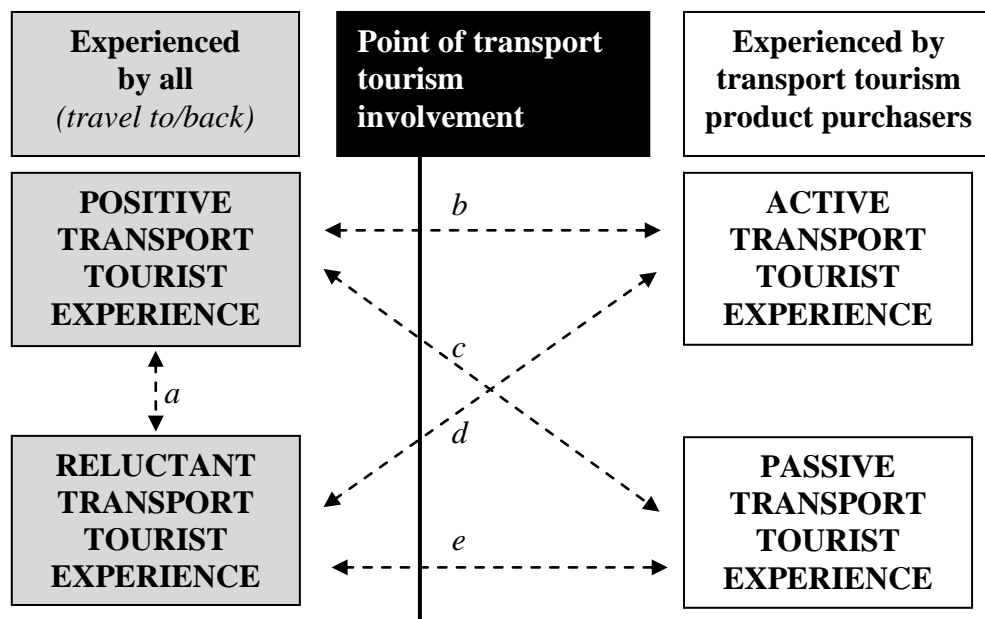 Experienced
by all
(travel to/back)
Point of transport
tourism
involvement
Experienced by
transport tourism
product purchasers
POSITIVE
TRANSPORT
TOURIST
EXPERIENCE
b
ACTIVE
TRANSPORT
TOURIST
EXPERIENCE
a
c
d
RELUCTANT
TRANSPORT
TOURIST
EXPERIENCE
e
PASSIVE
TRANSPORT
TOURIST
EXPERIENCE